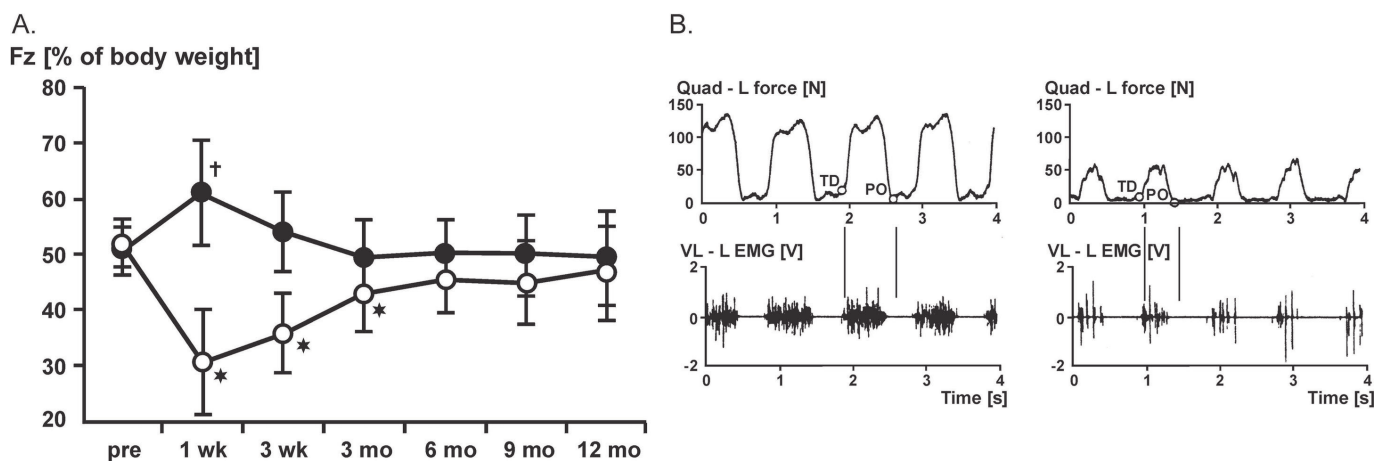 A.
Fz [% of body weight]
80
70
60
50
40
30
20
†
✶
✶
✶
pre 1 wk 3 wk 3 mo 6 mo 9 mo 12 mo
B.
Quad - L force [N]
150
100
50
0
TD
PO
0 1 2 3 4
VL - L EMG [V]
2
0
-2
0 1 2 3 4
Time [s]
Quad - L force [N]
150
100
50
0
TD
PO
0 1 2 3 4
VL - L EMG [V]
2
0
-2
0 1 2 3 4
Time [s]